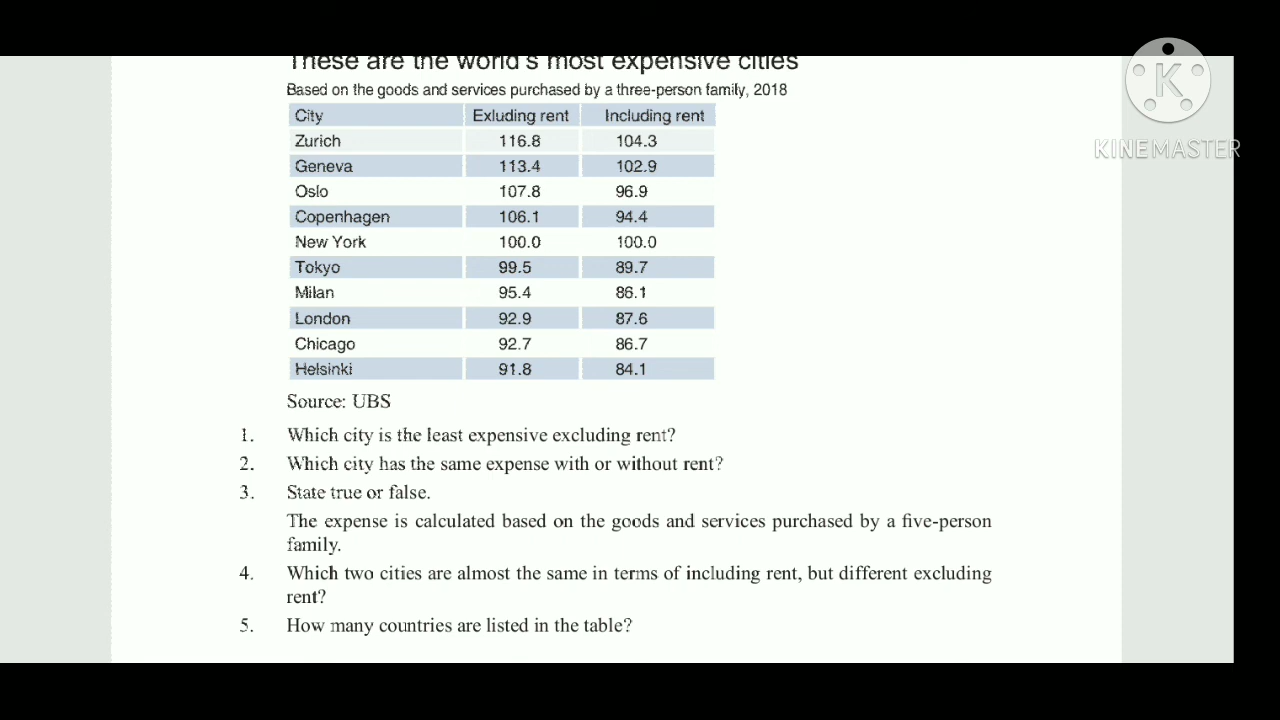 These are the world's most expensive cities
Based on the goods and services purchased by a three-person family, 2018
City Exluding rent Including rent
Zurich 116.8 104.3
Geneva 113.4 102.9
Oslo 107.8 96.9
Copenhagen 106.1 94.4
New York 100.0 100.0
Tokyo 99.5 89.7
Milan 95.4 86.1
London 92.9 87.6
Chicago 92.7 86.7
Helsinki 91.8 84.1
Source: UBS
1. Which city is the least expensive excluding rent?
2. Which city has the same expense with or without rent?
3. State true or false.
The expense is calculated based on the goods and services purchased by a five-person
family.
4. Which two cities are almost the same in terms of including rent, but different excluding
rent?
5. How many countries are listed in the table?
K
KINEMASTER